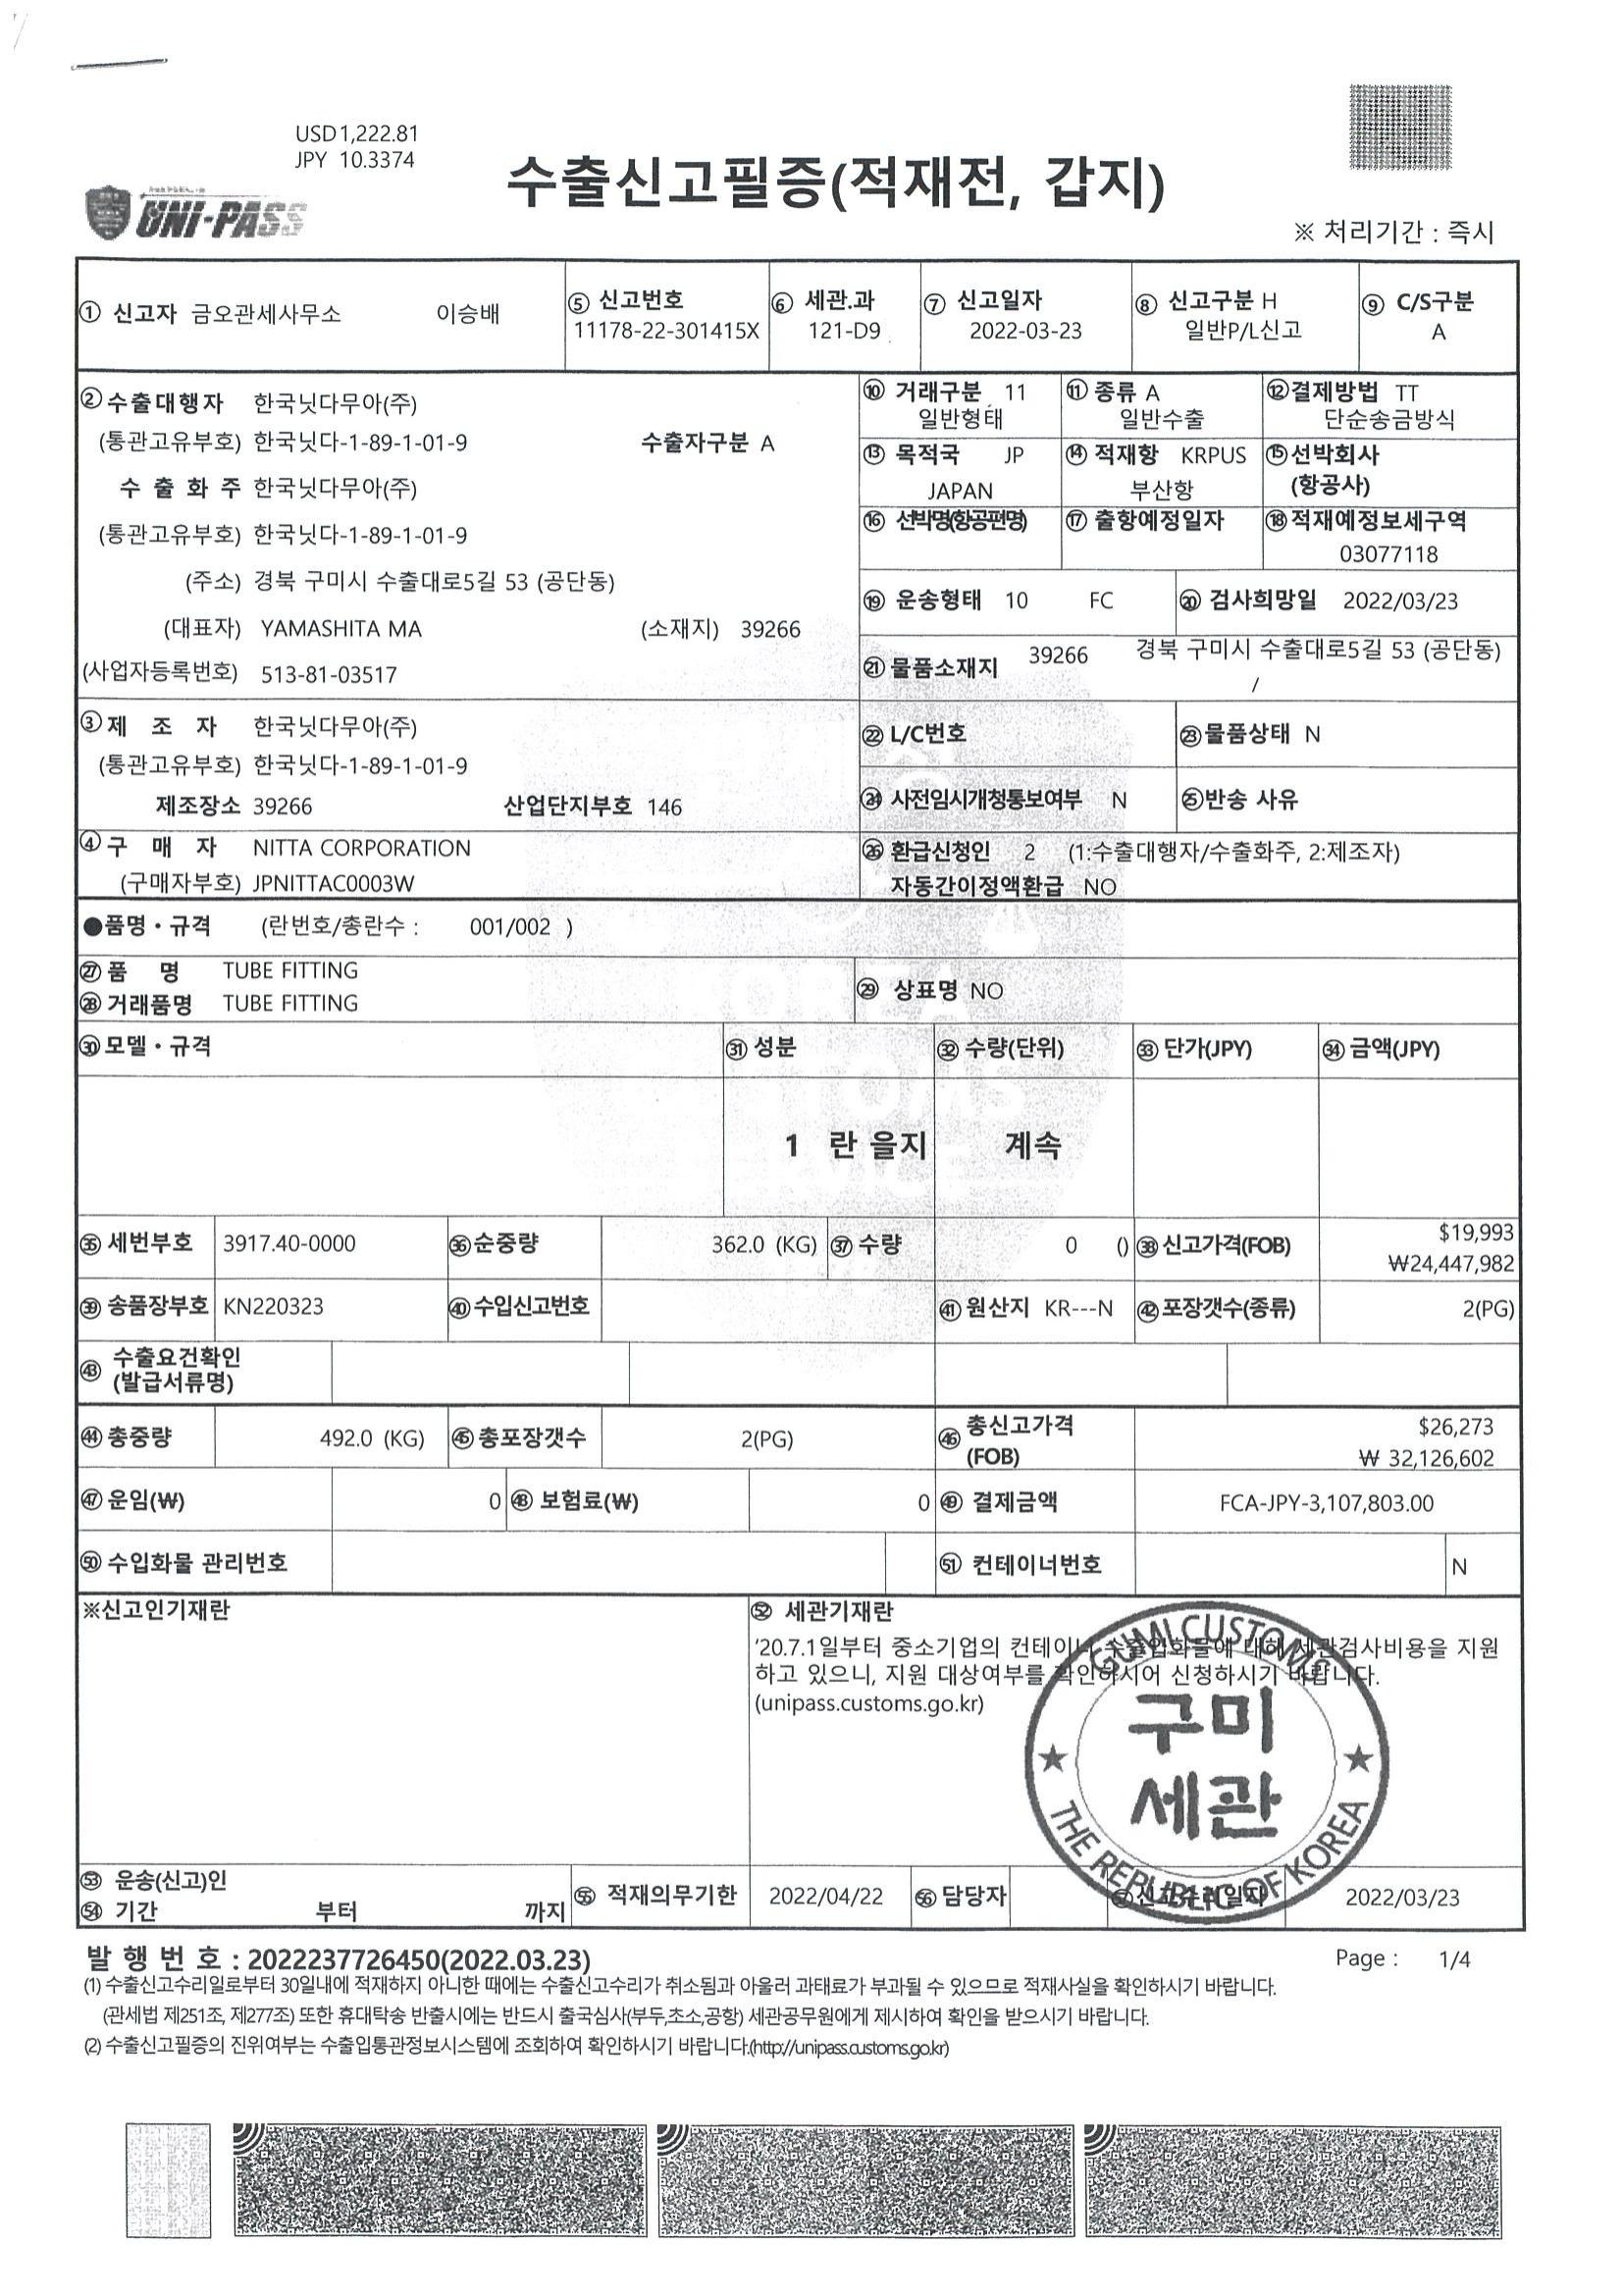 USD1,222.81
JPY 10.3374
UNI-PASS
수출신고필증(적재전, 갑지)
※ 처리기간 : 즉시
① 신고자 금오관세사무소 이승배
⑤ 신고번호
11178-22-301415X
⑥ 세관.과
121-D9
⑦ 신고일자
2022-03-23
⑧ 신고구분 H
일반P/L신고
⑨ C/S구분
A
② 수출대행자 한국닛다무아(주)
(통관고유부호) 한국닛다-1-89-1-01-9 수출자구분 A
수 출 화 주 한국닛다무아(주)
(통관고유부호) 한국닛다-1-89-1-01-9
(주소) 경북 구미시 수출대로5길 53 (공단동)
(대표자) YAMASHITA MA (소재지) 39266
(사업자등록번호) 513-81-03517
⑩ 거래구분 11
일반형태
⑪ 종류 A
일반수출
⑫ 결제방법 TT
단순송금방식
⑬ 목적국 JP
JAPAN
⑭ 적재항 KRPUS
부산항
⑮ 선박회사
(항공사)
⑯ 선박명(항공편명)
⑰ 출항예정일자
⑱ 적재예정보세구역
03077118
⑲ 운송형태 10 FC
⑳ 검사희망일 2022/03/23
㉑ 물품소재지 39266 경북 구미시 수출대로5길 53 (공단동)
/
③ 제 조 자 한국닛다무아(주)
(통관고유부호) 한국닛다-1-89-1-01-9
제조장소 39266 산업단지부호 146
㉒ L/C번호
㉓ 물품상태 N
㉔ 사전임시개청통보여부 N
㉕ 반송 사유
④ 구 매 자 NITTA CORPORATION
(구매자부호) JPNITTAC0003W
㉖ 환급신청인 2 (1:수출대행자/수출화주, 2:제조자)
자동간이정액환급 NO
●품명·규격 (란번호/총란수 : 001/002 )
㉗ 품 명 TUBE FITTING
㉘ 거래품명 TUBE FITTING
㉙ 상표명 NO
㉚ 모델·규격
㉛ 성분
㉜ 수량(단위)
㉝ 단가(JPY)
㉞ 금액(JPY)
1 란 을지 계속
㉟ 세번부호 3917.40-0000
㊱ 순중량 362.0 (KG)
㊲ 수량 0 ()
㊳ 신고가격(FOB) $19,993
₩24,447,982
㊴ 송품장부호 KN220323
㊵ 수입신고번호
㊶ 원산지 KR---N
㊷ 포장갯수(종류) 2(PG)
㊸ 수출요건확인
(발급서류명)
㊹ 총중량 492.0 (KG)
㊺ 총포장갯수 2(PG)
㊻ 총신고가격
(FOB)
$26,273
₩ 32,126,602
㊼ 운임(₩) 0
㊽ 보험료(₩) 0
㊾ 결제금액 FCA-JPY-3,107,803.00
㊿ 수입화물 관리번호
51 컨테이너번호 N
※신고인기재란
52 세관기재란
'20.7.1일부터 중소기업의 컨테이너 수출입화물에 대해 세관검사비용을 지원
하고 있으니, 지원 대상여부를 확인하시어 신청하시기 바랍니다.
(unipass.customs.go.kr)
GUMI CUSTOMS
구미
세관
THE REPUBLIC OF KOREA
53 운송(신고)인
54 기간 부터 까지
55 적재의무기한 2022/04/22
56 담당자
57 신고수리일자 2022/03/23
발 행 번 호 : 2022237726450(2022.03.23)
Page : 1/4
(1) 수출신고수리일로부터 30일내에 적재하지 아니한 때에는 수출신고수리가 취소됨과 아울러 과태료가 부과될 수 있으므로 적재사실을 확인하시기 바랍니다.
(관세법 제251조, 제277조) 또한 휴대탁송 반출시에는 반드시 출국심사(부두,초소,공항) 세관공무원에게 제시하여 확인을 받으시기 바랍니다.
(2) 수출신고필증의 진위여부는 수출입통관정보시스템에 조회하여 확인하시기 바랍니다.(http://unipass.customs.go.kr)